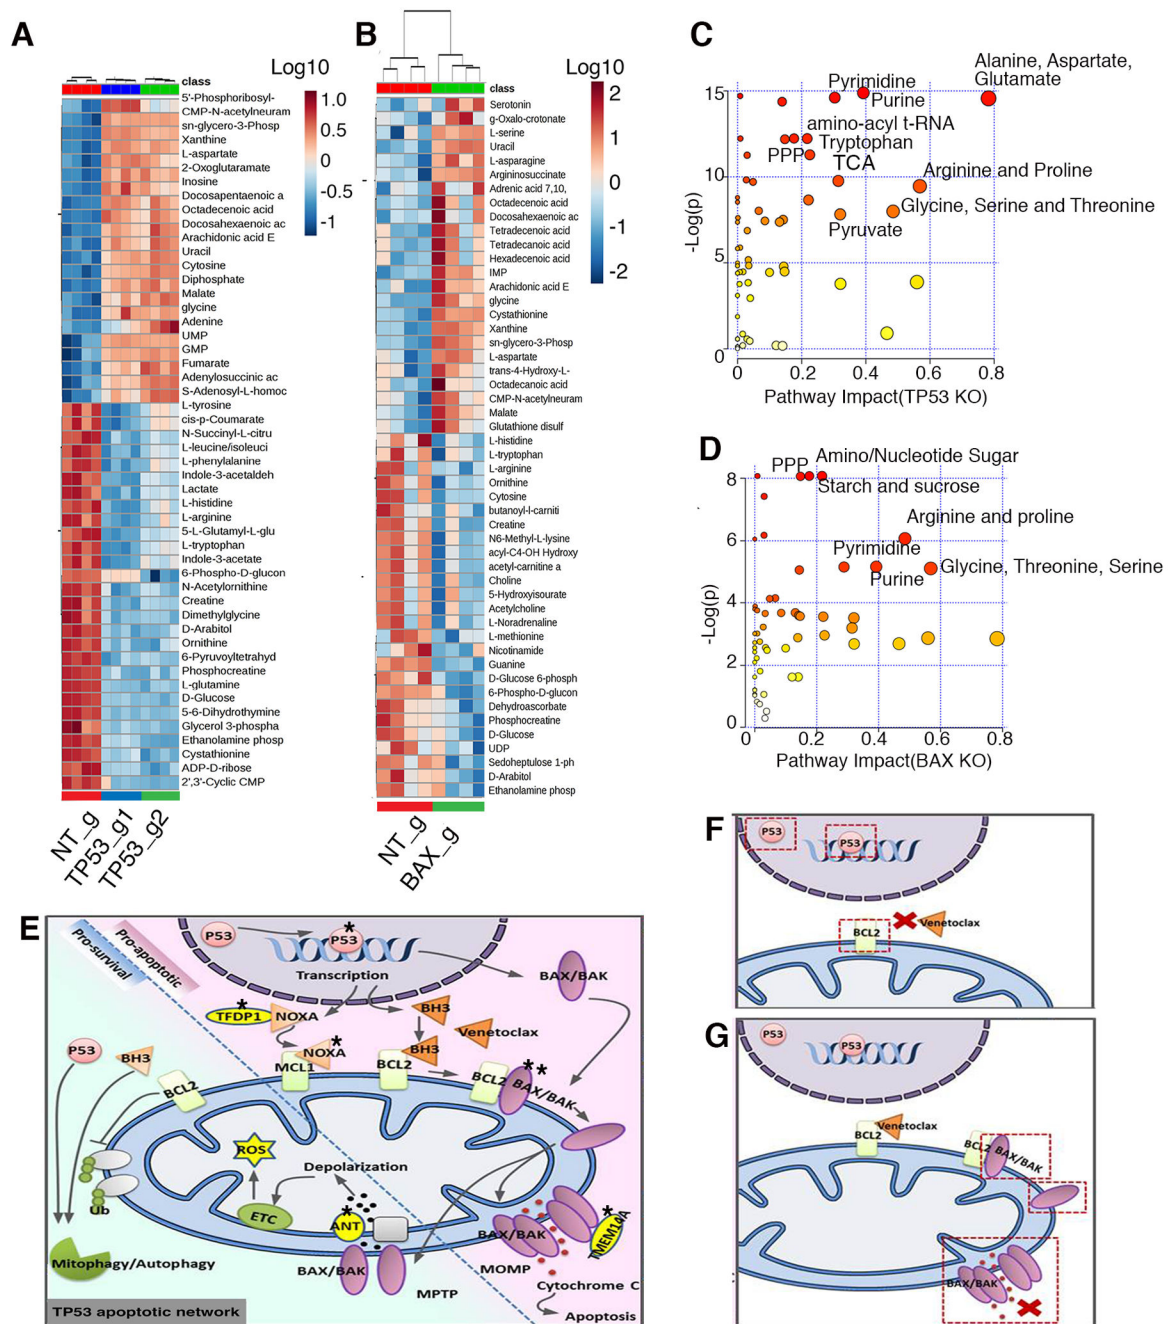 A
Log10
class
1.0
0.5
0
-0.5
-1
5'-Phosphoribosyl-
CMP-N-acetylneuram
sn-glycero-3-Phosp
Xanthine
L-aspartate
2-Oxoglutaramate
Inosine
Docosapentaenoic a
Octadecenoic acid
Docosahexaenoic ac
Arachidonic acid E
Uracil
Cytosine
Diphosphate
Malate
glycine
Adenine
UMP
GMP
Fumarate
Adenylosuccinic ac
S-Adenosyl-L-homoc
L-tyrosine
cis-p-Coumarate
N-Succinyl-L-citru
L-leucine/isoleuci
L-phenylalanine
Indole-3-acetaldeh
Lactate
L-histidine
L-arginine
5-L-Glutamyl-L-glu
L-tryptophan
Indole-3-acetate
6-Phospho-D-glucon
N-Acetylornithine
Creatine
Dimethylglycine
D-Arabitol
Ornithine
6-Pyruvoyltetrahyd
Phosphocreatine
L-glutamine
D-Glucose
5-6-Dihydrothymine
Glycerol 3-phospha
Ethanolamine phosp
Cystathionine
ADP-D-ribose
2',3'-Cyclic CMP
NT_g
TP53_g1
TP53_g2
B
Log10
class
2
1
0
-1
-2
Serotonin
g-Oxalo-crotonate
L-serine
Uracil
L-asparagine
Argininosuccinate
Adrenic acid 7,10,
Octadecenoic acid
Docosahexaenoic ac
Tetradecenoic acid
Tetradecanoic acid
Hexadecenoic acid
IMP
Arachidonic acid E
glycine
Cystathionine
Xanthine
sn-glycero-3-Phosp
L-aspartate
trans-4-Hydroxy-L-
Octadecanoic acid
CMP-N-acetylneuram
Malate
Glutathione disulf
L-histidine
L-tryptophan
L-arginine
Ornithine
Cytosine
butanoyl-l-carniti
Creatine
N6-Methyl-L-lysine
acyl-C4-OH Hydroxy
acetyl-carnitine a
Choline
5-Hydroxyisourate
Acetylcholine
L-Noradrenaline
L-methionine
Nicotinamide
Guanine
D-Glucose 6-phosph
6-Phospho-D-glucon
Dehydroascorbate
Phosphocreatine
D-Glucose
UDP
Sedoheptulose 1-ph
D-Arabitol
Ethanolamine phosp
NT_g
BAX_g
C
Alanine, Aspartate,
Glutamate
Pyrimidine
Purine
amino-acyl t-RNA
Tryptophan
PPP
TCA
Arginine and Proline
Glycine, Serine and Threonine
Pyruvate
-Log(p)
15
10
5
0
0 0.2 0.4 0.6 0.8
Pathway Impact(TP53 KO)
D
PPP
Amino/Nucleotide Sugar
Starch and sucrose
Arginine and proline
Pyrimidine
Purine
Glycine, Threonine, Serine
-Log(p)
8
6
4
2
0
0 0.2 0.4 0.6 0.8
Pathway Impact(BAX KO)
E
Pro-survival
Pro-apoptotic
P53
*
P53
Transcription
BAX/BAK
*
TFDP1
NOXA
BH3
Venetoclax
P53
BH3
BCL2
NOXA
*
MCL1
BCL2
BH3
BCL2
**
BAX/BAK
ROS
Depolarization
Ub
ETC
*
ANT
BAX/BAK
*
TMEM14A
Mitophagy/Autophagy
BAX/BAK
MOMP
MPTP
Cytochrome C
Apoptosis
TP53 apoptotic network
F
P53
P53
BCL2
Venetoclax
G
P53
P53
BCL2
Venetoclax
BCL2
BAX/BAK
BAX/BAK